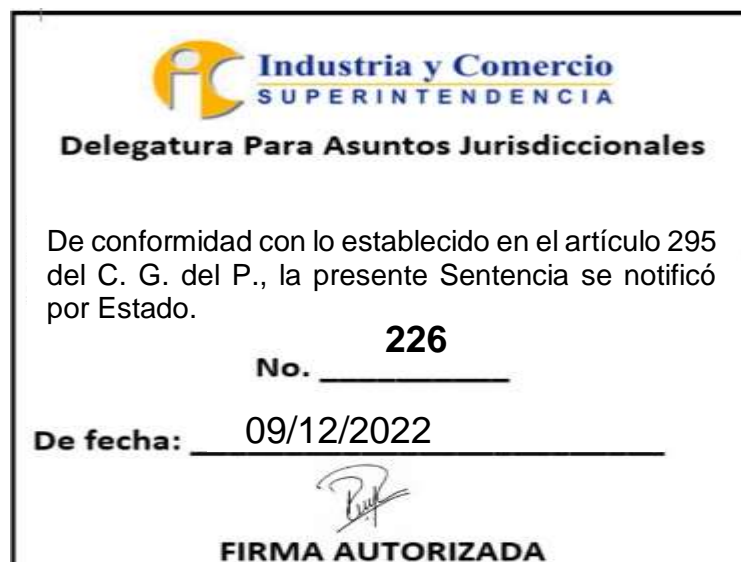 Industria y Comercio
SUPERINTENDENCIA
Delegatura Para Asuntos Jurisdiccionales
De conformidad con lo establecido en el artículo 295
del C. G. del P., la presente Sentencia se notificó
por Estado.
No. 226
De fecha: 09/12/2022
FIRMA AUTORIZADA